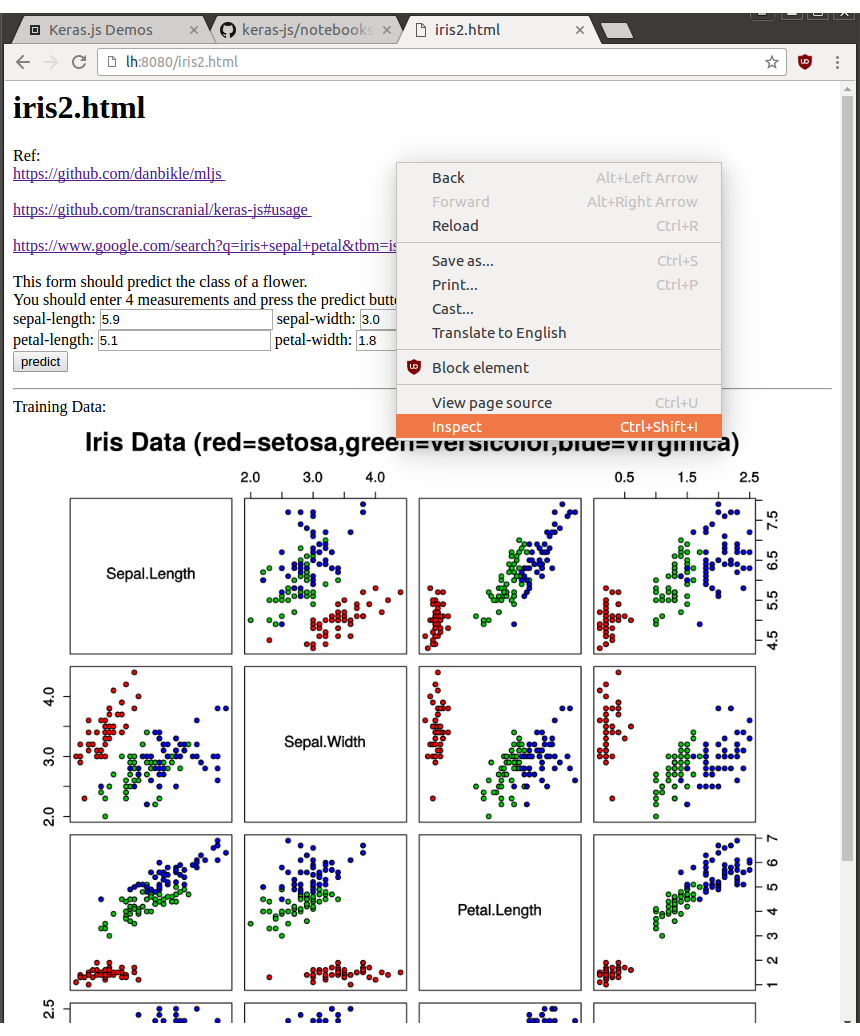 Keras.js Demos
keras-js/notebooks
iris2.html
lh:8080/iris2.html
iris2.html
Ref:
https://github.com/danbikle/mljs
https://github.com/transcranial/keras-js#usage
https://www.google.com/search?q=iris+sepal+petal&tbm=is
This form should predict the class of a flower.
You should enter 4 measurements and press the predict butto
sepal-length: 5.9 sepal-width: 3.0
petal-length: 5.1 petal-width: 1.8
predict
Back Alt+Left Arrow
Forward Alt+Right Arrow
Reload Ctrl+R
Save as... Ctrl+S
Print... Ctrl+P
Cast...
Translate to English
Block element
View page source Ctrl+U
Inspect Ctrl+Shift+I
Training Data:
Iris Data (red=setosa,green=versicolor,blue=virginica)
2.0 3.0 4.0 0.5 1.5 2.5
Sepal.Length
4.5 5.5 6.5 7.5
2.0 3.0 4.0
Sepal.Width
Petal.Length
1 2 3 4 5 6 7
2.5